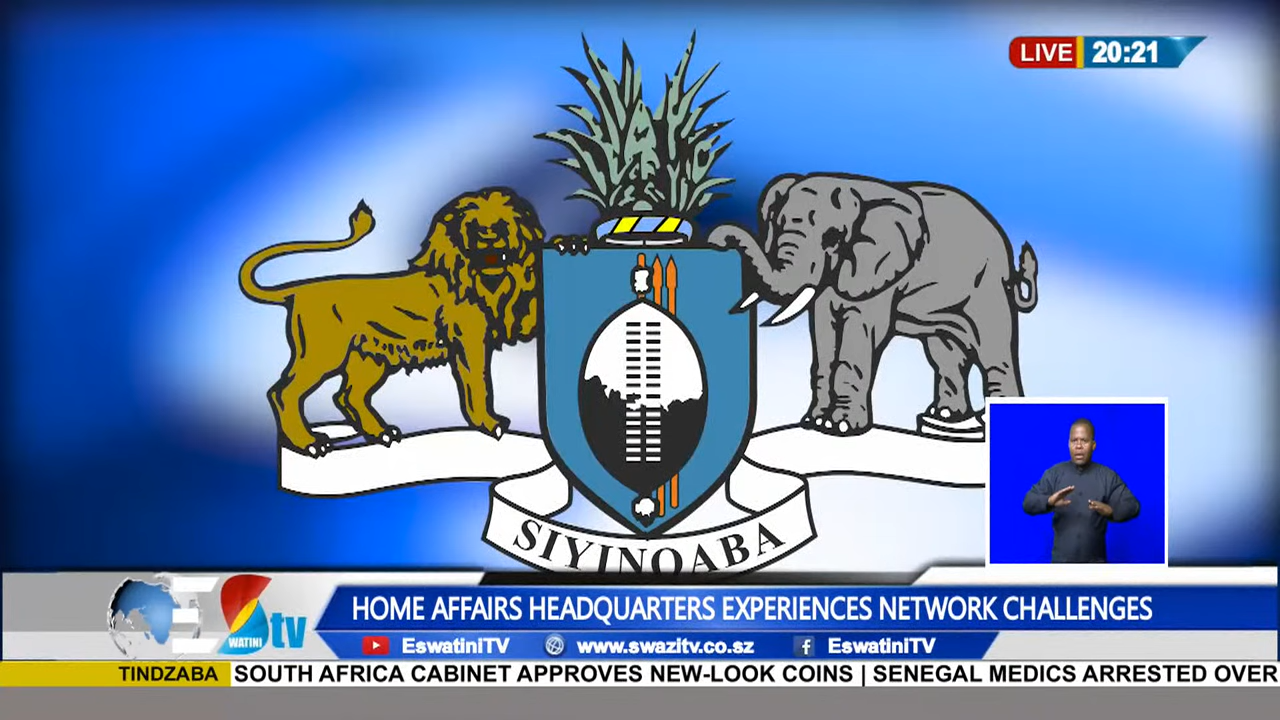 LIVE 20:21
SIYINQABA
E
WATINI
tv
HOME AFFAIRS HEADQUARTERS EXPERIENCES NETWORK CHALLENGES
EswatiniTV www.swazitv.co.sz EswatiniTV
TINDZABA SOUTH AFRICA CABINET APPROVES NEW-LOOK COINS | SENEGAL MEDICS ARRESTED OVER